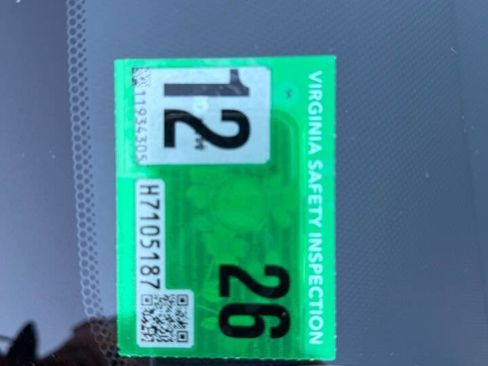 VIRGINIA SAFETY INSPECTION
12
26
H7105187